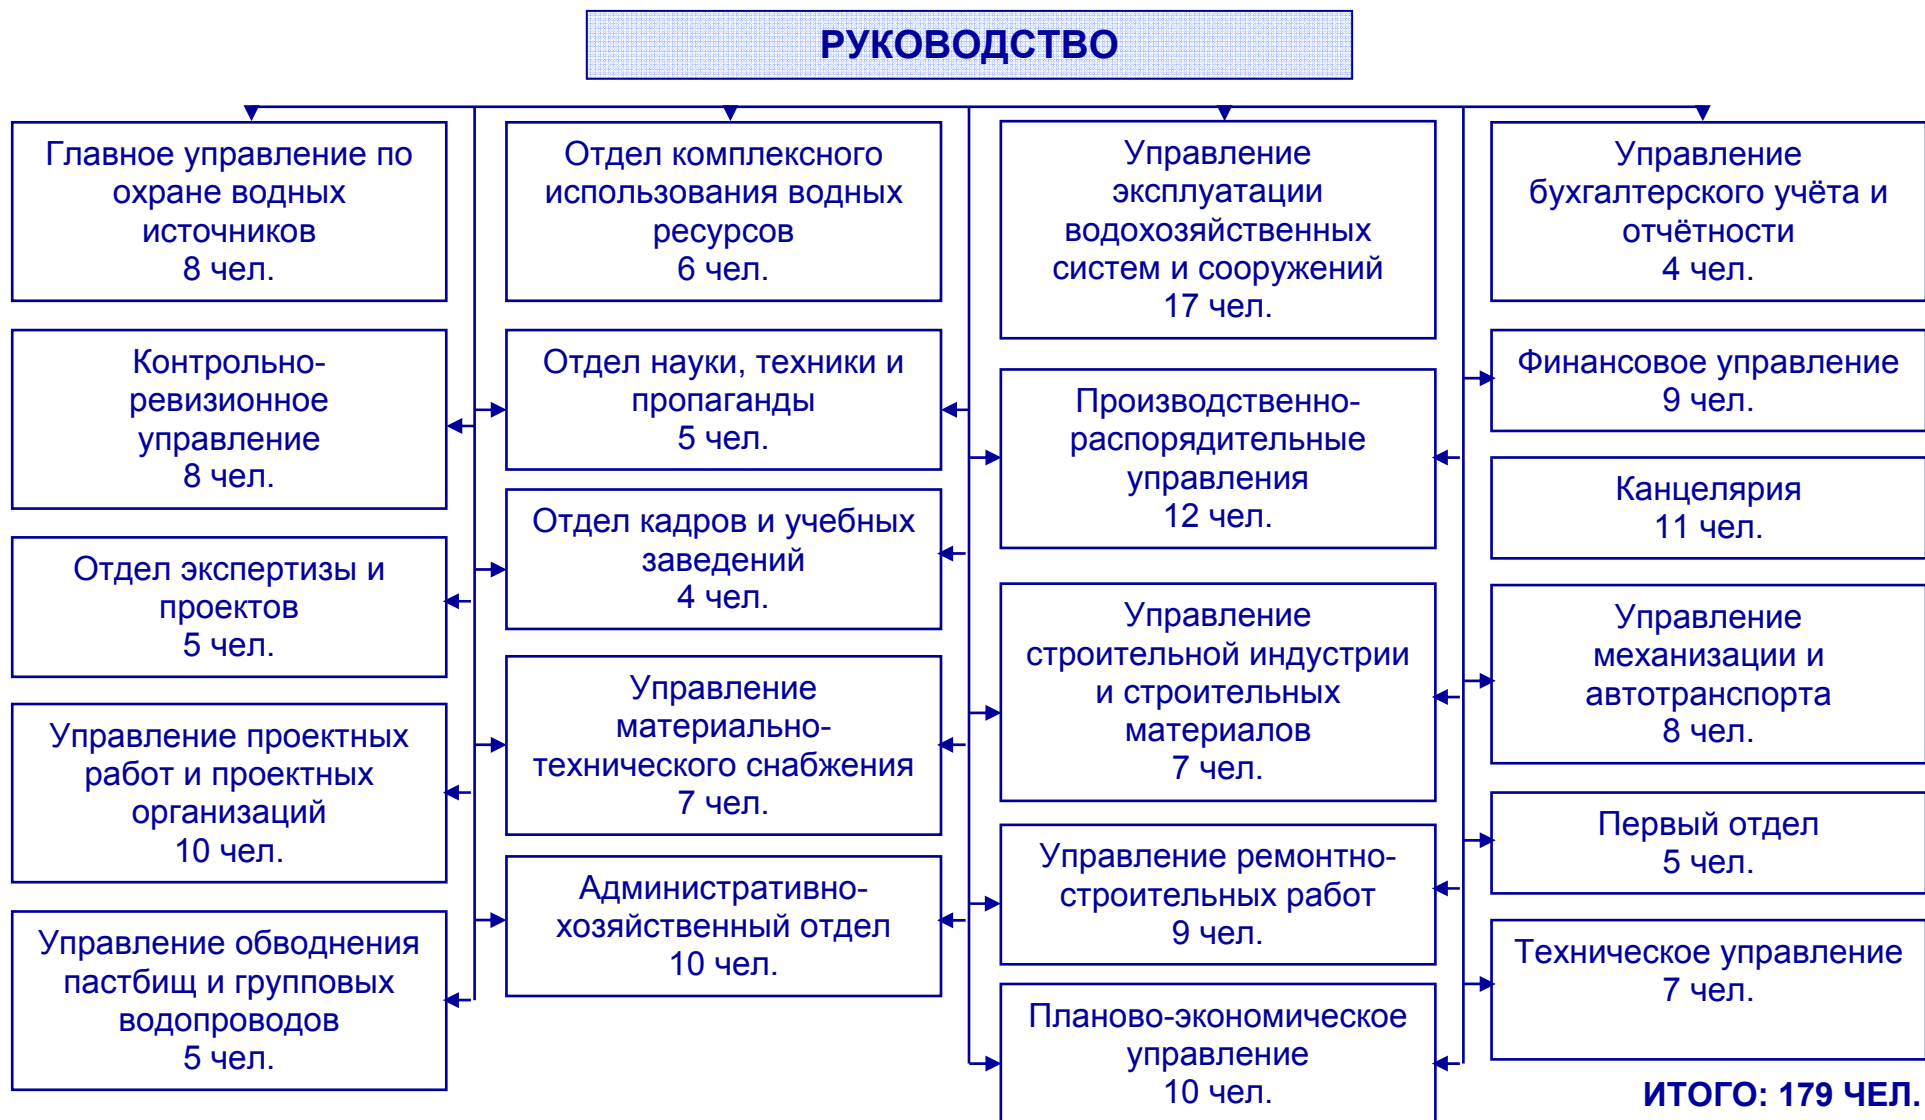 РУКОВОДСТВО
Главное управление по
охране водных
источников
8 чел.
Контрольно-
ревизионное
управление
8 чел.
Отдел экспертизы и
проектов
5 чел.
Управление проектных
работ и проектных
организаций
10 чел.
Управление обводнения
пастбищ и групповых
водопроводов
5 чел.
Отдел комплексного
использования водных
ресурсов
6 чел.
Отдел науки, техники и
пропаганды
5 чел.
Отдел кадров и учебных
заведений
4 чел.
Управление
материально-
технического снабжения
7 чел.
Административно-
хозяйственный отдел
10 чел.
Управление
эксплуатации
водохозяйственных
систем и сооружений
17 чел.
Производственно-
распорядительные
управления
12 чел.
Управление
строительной индустрии
и строительных
материалов
7 чел.
Управление ремонтно-
строительных работ
9 чел.
Планово-экономическое
управление
10 чел.
Управление
бухгалтерского учёта и
отчётности
4 чел.
Финансовое управление
9 чел.
Канцелярия
11 чел.
Управление
механизации и
автотранспорта
8 чел.
Первый отдел
5 чел.
Техническое управление
7 чел.
ИТОГО: 179 ЧЕЛ.